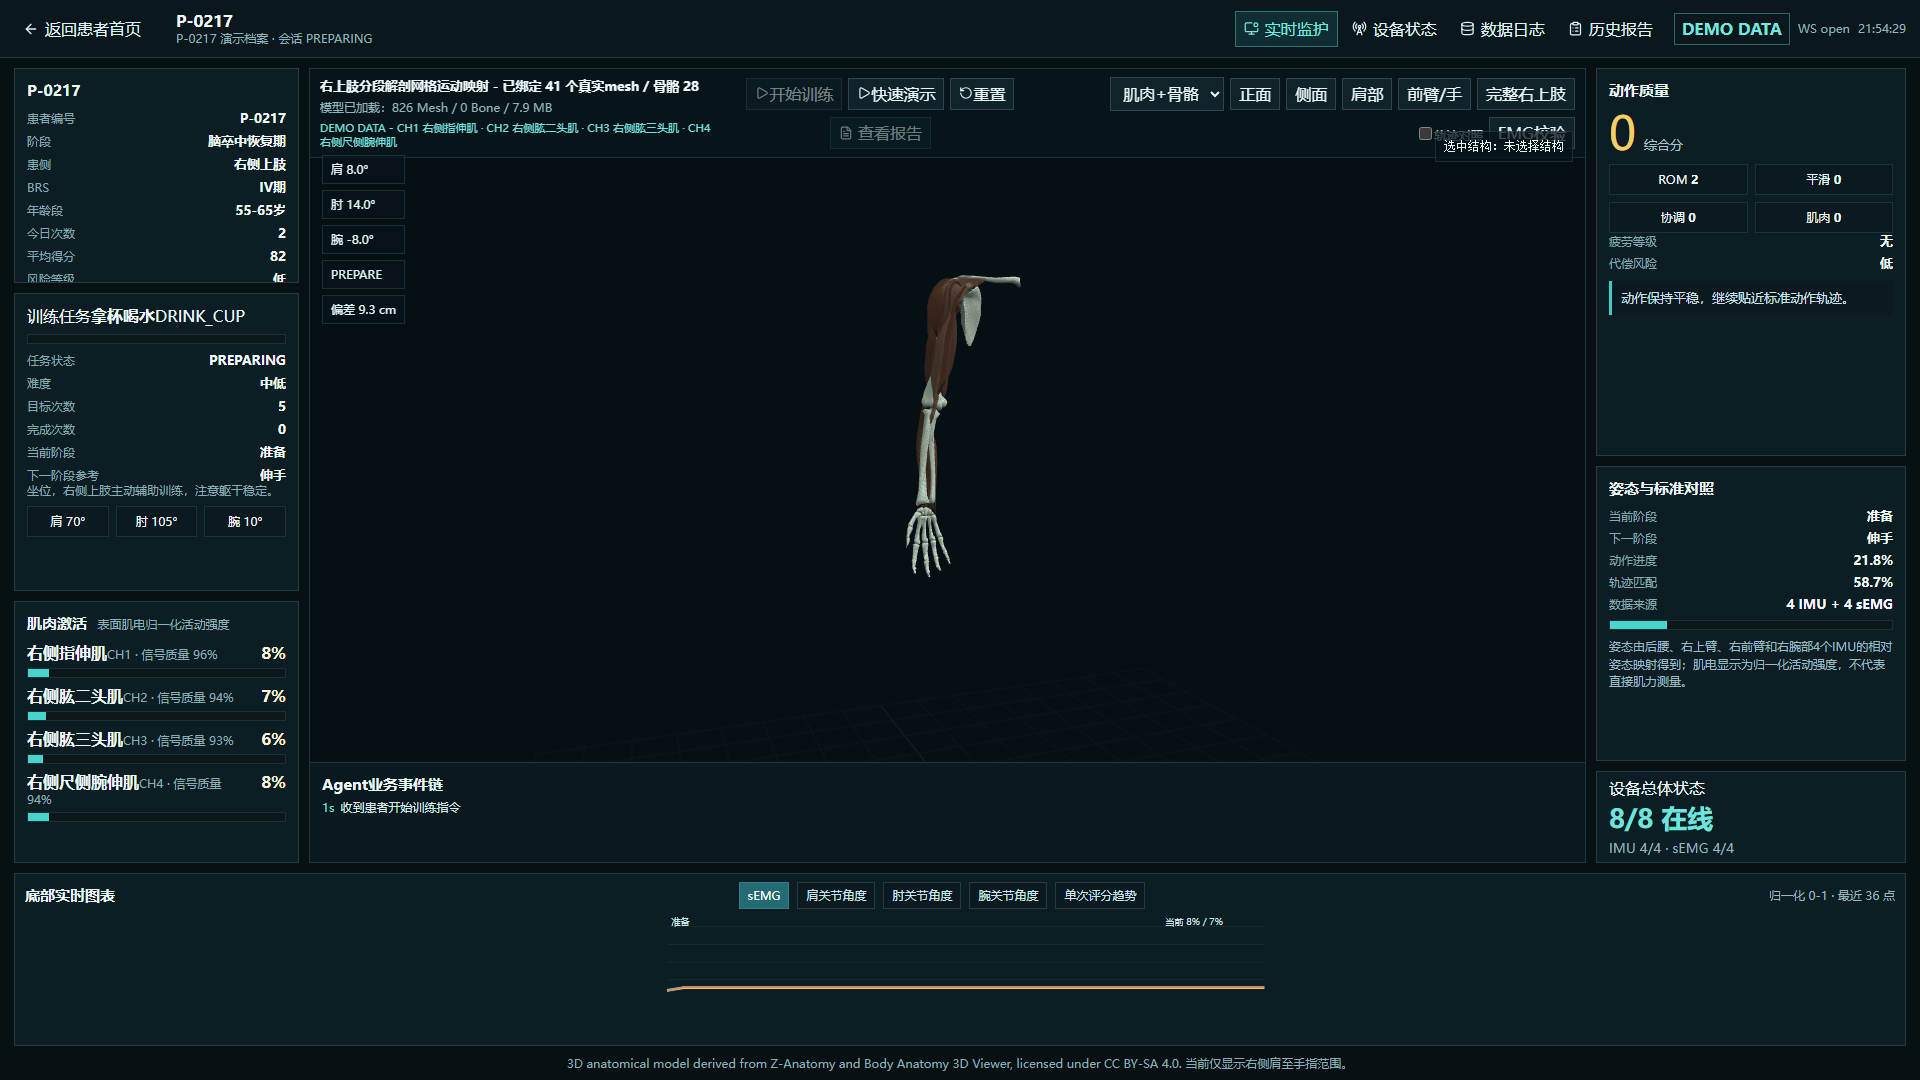 返回患者首页
P-0217
P-0217 演示档案 · 会话 PREPARING
实时监护
设备状态
数据日志
历史报告
DEMO DATA
WS open 21:54:29
P-0217
患者编号 P-0217
阶段 脑卒中恢复期
患侧 右侧上肢
BRS IV期
年龄段 55-65岁
今日次数 2
平均得分 82
风险等级 低
训练任务拿杯喝水DRINK_CUP
任务状态 PREPARING
难度 中低
目标次数 5
完成次数 0
当前阶段 准备
下一阶段参考 伸手
坐位，右侧上肢主动辅助训练，注意躯干稳定。
肩 70° 肘 105° 腕 10°
肌肉激活 表面肌电归一化活动强度
右侧指伸肌CH1 · 信号质量 96% 8%
右侧肱二头肌CH2 · 信号质量 94% 7%
右侧肱三头肌CH3 · 信号质量 93% 6%
右侧尺侧腕伸肌CH4 · 信号质量 8%
94%
右上肢分段解剖网格运动映射 - 已绑定 41 个真实mesh / 骨骼 28
模型已加载：826 Mesh / 0 Bone / 7.9 MB
DEMO DATA - CH1 右侧指伸肌 · CH2 右侧肱二头肌 · CH3 右侧肱三头肌 · CH4
右侧尺侧腕伸肌
开始训练 快速演示 重置
查看报告
肌肉+骨骼 正面 侧面 肩部 前臂/手 完整右上肢
轨迹对照 EMG校验
选中结构：未选择结构
肩 8.0°
肘 14.0°
腕 -8.0°
PREPARE
偏差 9.3 cm
Agent业务事件链
1s 收到患者开始训练指令
动作质量
0 综合分
ROM 2 平滑 0
协调 0 肌肉 0
疲劳等级 无
代偿风险 低
动作保持平稳，继续贴近标准动作轨迹。
姿态与标准对照
当前阶段 准备
下一阶段 伸手
动作进度 21.8%
轨迹匹配 58.7%
数据来源 4 IMU + 4 sEMG
姿态由后腰、右上臂、右前臂和右腕部4个IMU的相对
姿态映射得到；肌电显示为归一化活动强度，不代表
直接肌力测量。
设备总体状态
8/8 在线
IMU 4/4 · sEMG 4/4
底部实时图表
sEMG 肩关节角度 肘关节角度 腕关节角度 单次评分趋势
归一化 0-1 · 最近 36 点
准备 当前 8% / 7%
3D anatomical model derived from Z-Anatomy and Body Anatomy 3D Viewer, licensed under CC BY-SA 4.0. 当前仅显示右侧肩至手指范围。